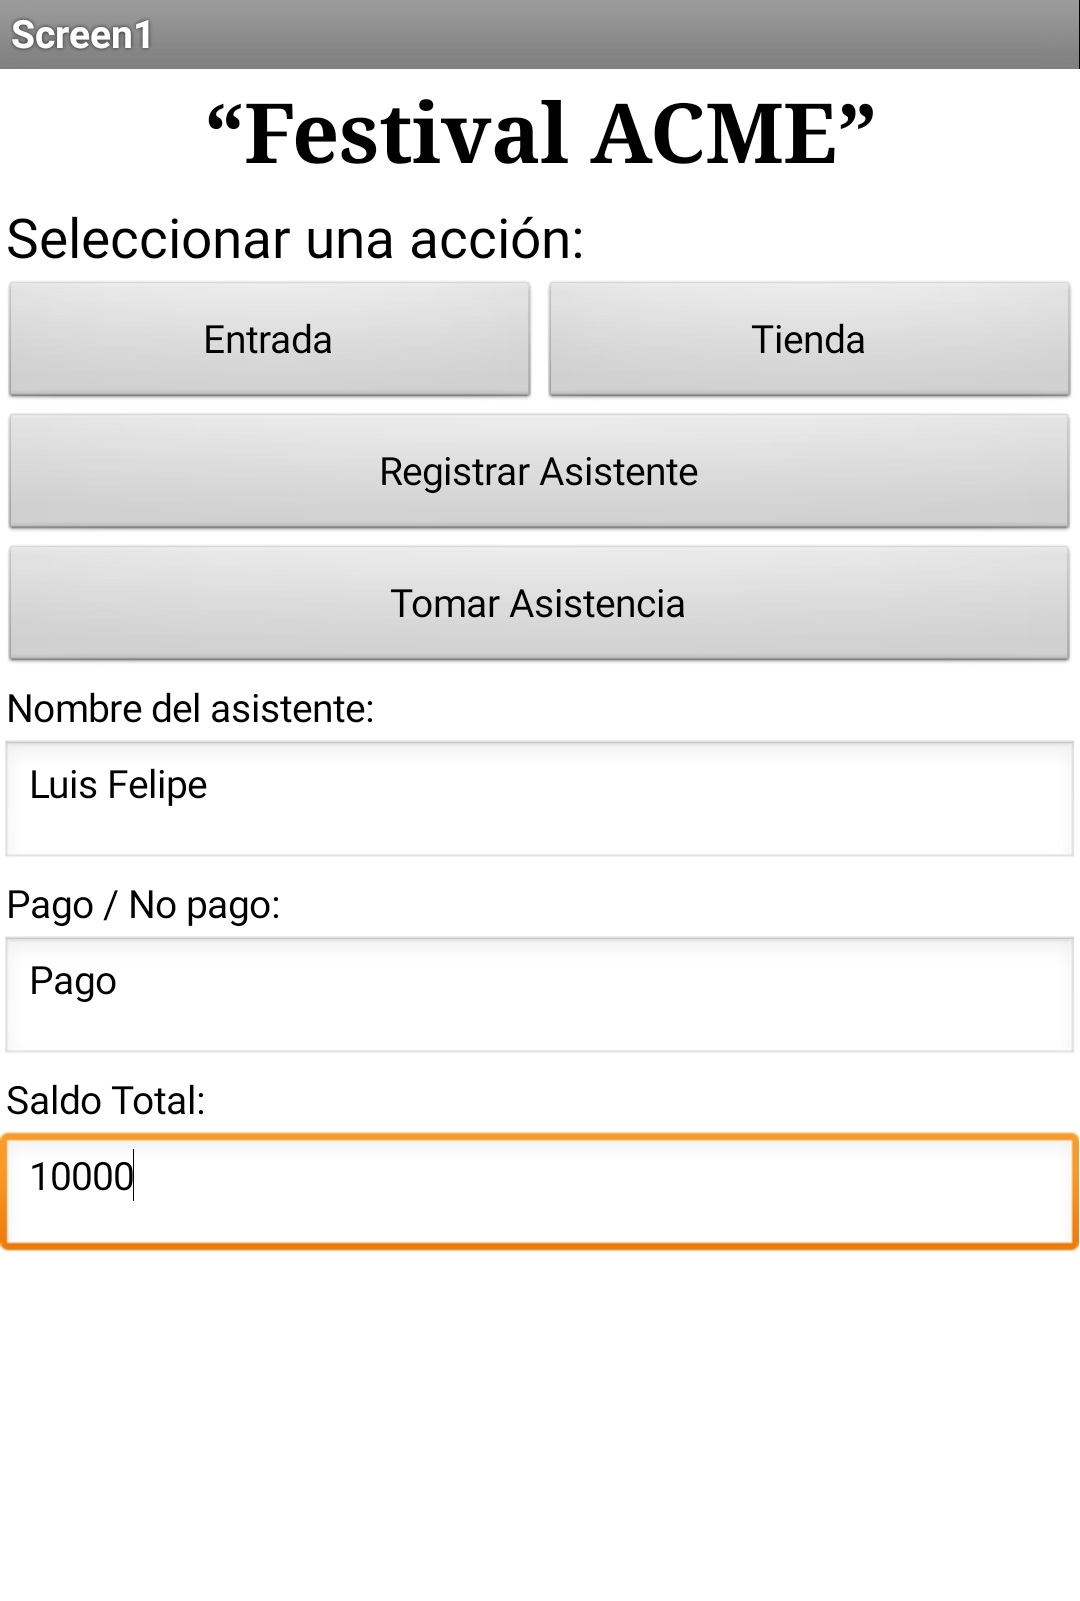 Screen1
“Festival ACME”
Seleccionar una acción:
Entrada
Tienda
Registrar Asistente
Tomar Asistencia
Nombre del asistente:
Luis Felipe
Pago / No pago:
Pago
Saldo Total:
10000